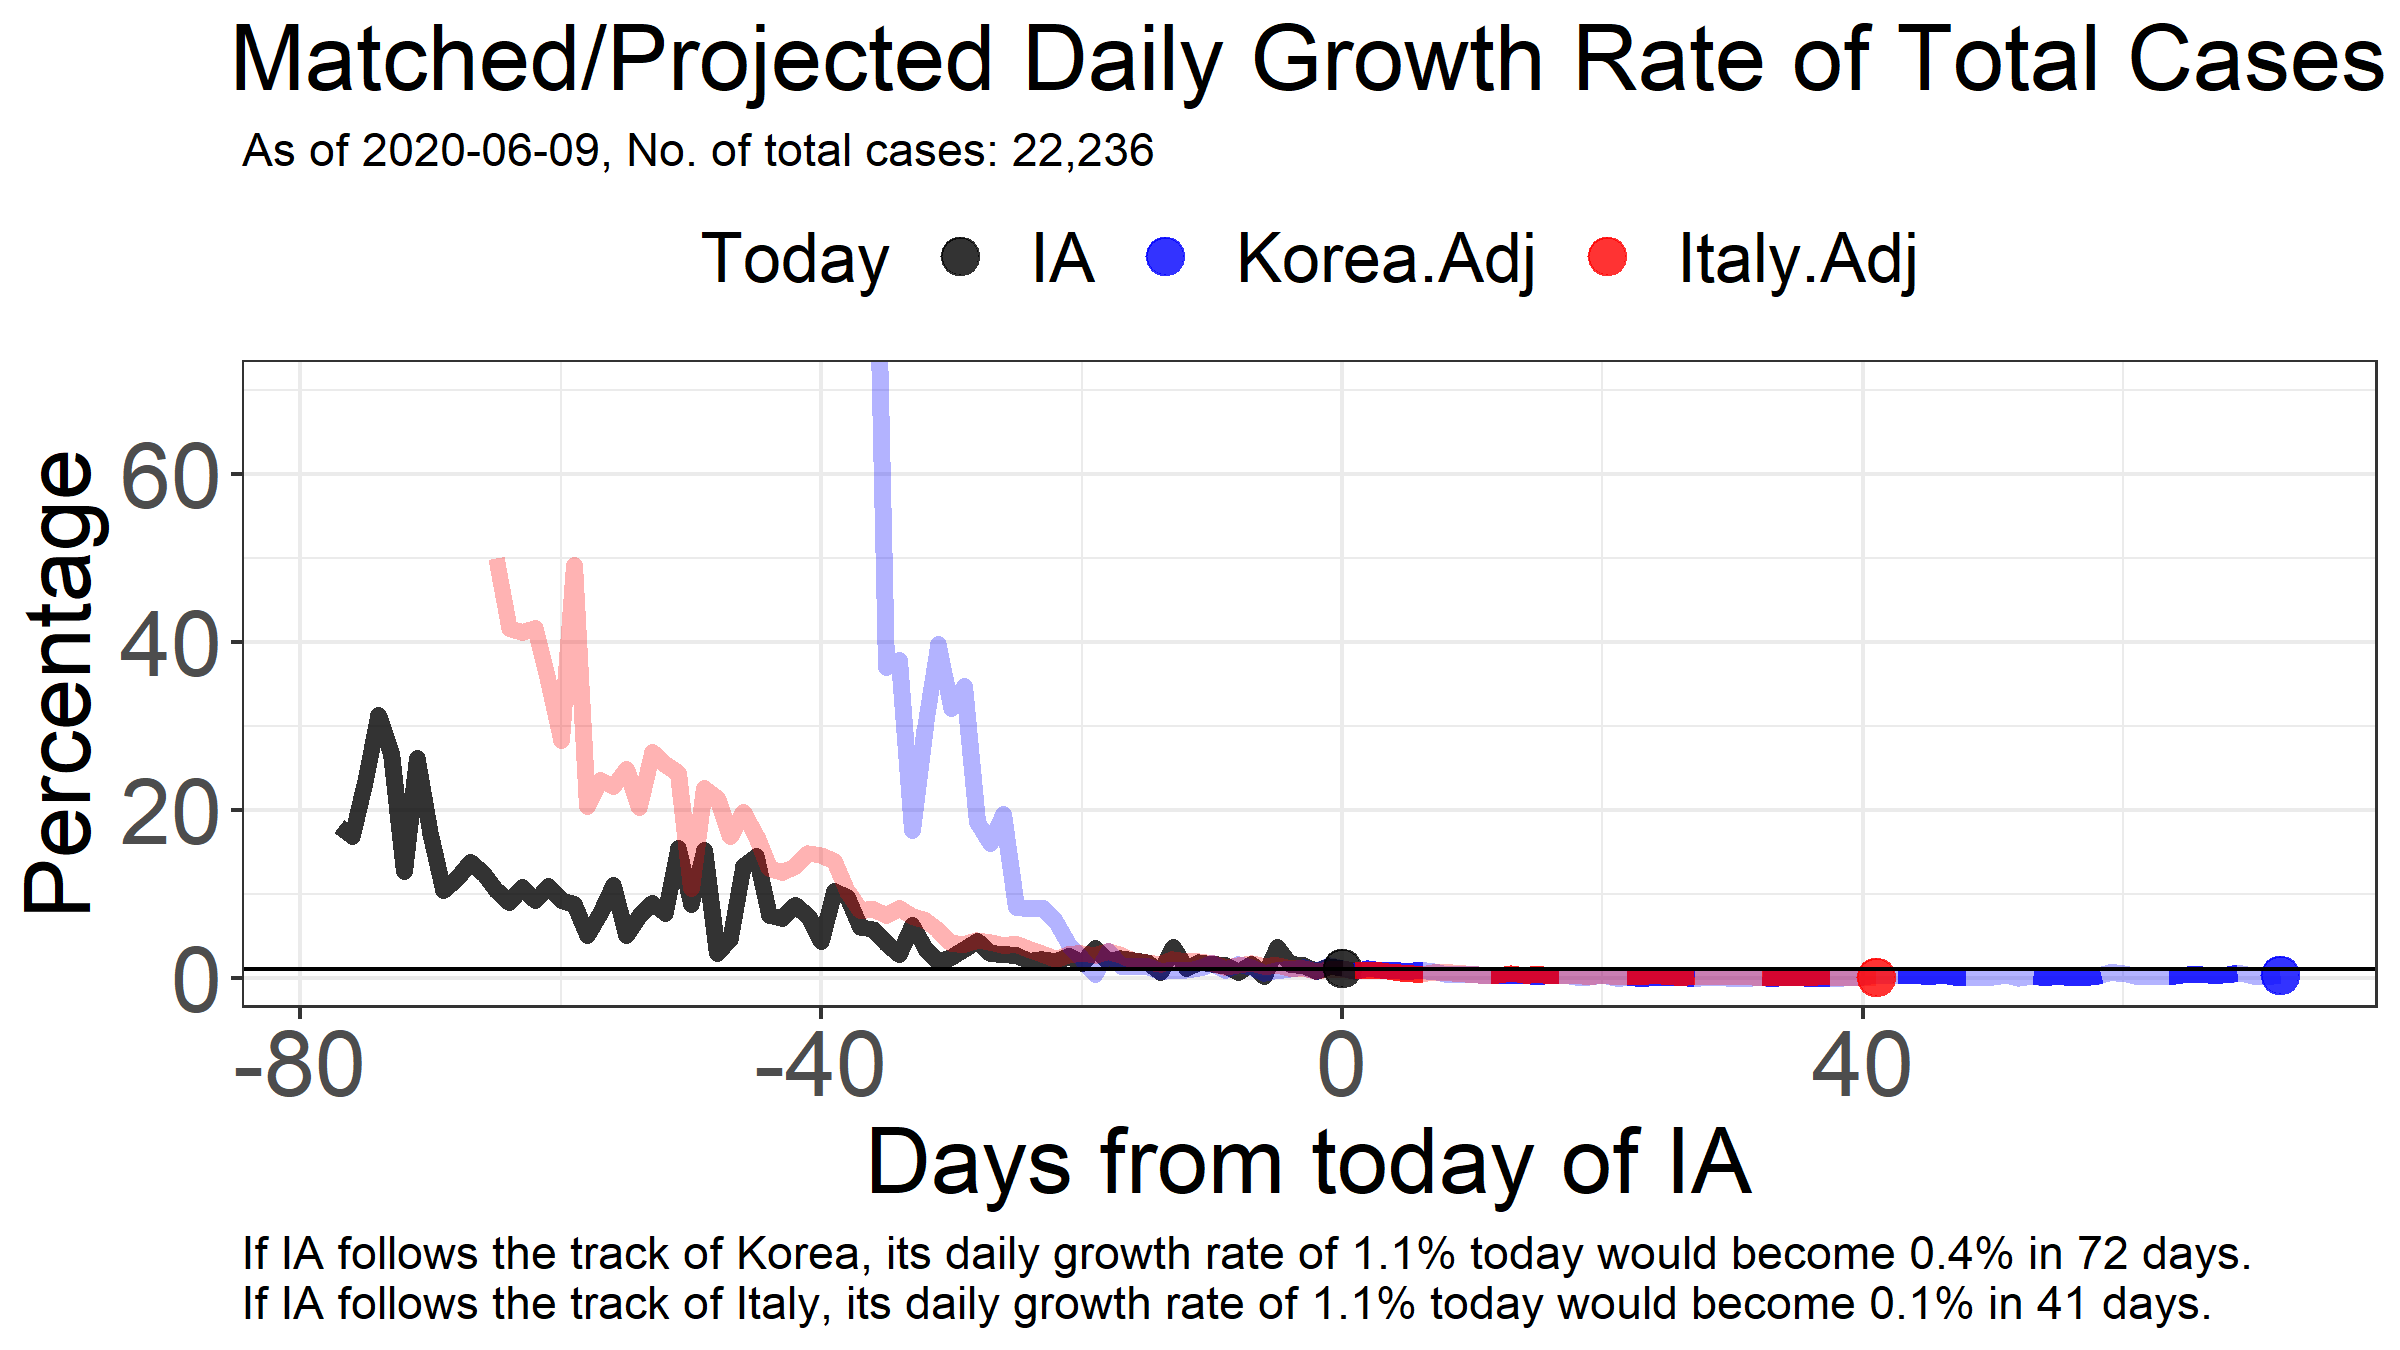 Matched/Projected Daily Growth Rate of Total Cases
As of 2020-06-09, No. of total cases: 22,236
Today IA Korea.Adj Italy.Adj
Percentage
60
40
20
0
-80 -40 0 40
Days from today of IA
If IA follows the track of Korea, its daily growth rate of 1.1% today would become 0.4% in 72 days.
If IA follows the track of Italy, its daily growth rate of 1.1% today would become 0.1% in 41 days.